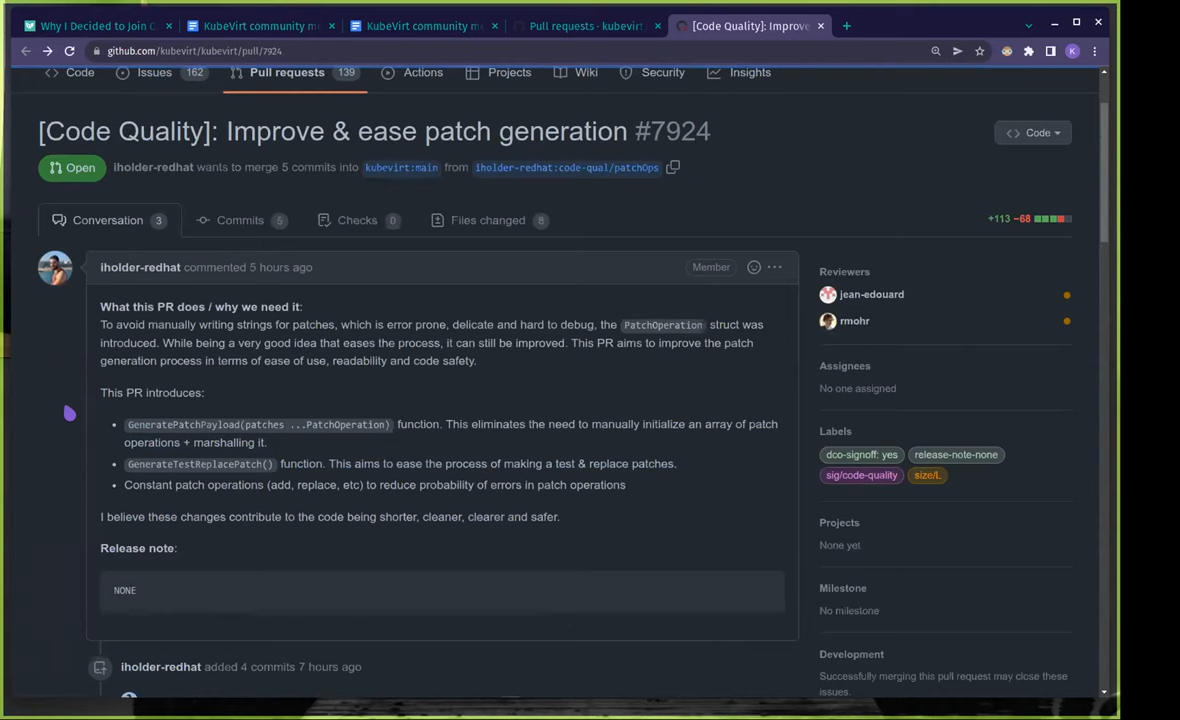 Why I Decided to Join C
KubeVirt community m
KubeVirt community m
Pull requests · kubevirt
[Code Quality]: Improve
github.com/kubevirt/kubevirt/pull/7924
K
Code
Issues 162
Pull requests 139
Actions
Projects
Wiki
Security
Insights
[Code Quality]: Improve & ease patch generation #7924
Code
Open
iholder-redhat wants to merge 5 commits into kubevirt:main from iholder-redhat:code-qual/patchOps
Conversation 3
Commits 5
Checks 0
Files changed 8
+113 −68
iholder-redhat commented 5 hours ago
Member
What this PR does / why we need it:
To avoid manually writing strings for patches, which is error prone, delicate and hard to debug, the PatchOperation struct was
introduced. While being a very good idea that eases the process, it can still be improved. This PR aims to improve the patch
generation process in terms of ease of use, readability and code safety.
This PR introduces:
• GeneratePatchPayload(patches ...PatchOperation) function. This eliminates the need to manually initialize an array of patch
operations + marshalling it.
• GenerateTestReplacePatch() function. This aims to ease the process of making a test & replace patches.
• Constant patch operations (add, replace, etc) to reduce probability of errors in patch operations
I believe these changes contribute to the code being shorter, cleaner, clearer and safer.
Release note:
NONE
iholder-redhat added 4 commits 7 hours ago
Reviewers
jean-edouard
rmohr
Assignees
No one assigned
Labels
dco-signoff: yes
release-note-none
sig/code-quality
size/L
Projects
None yet
Milestone
No milestone
Development
Successfully merging this pull request may close these
issues.